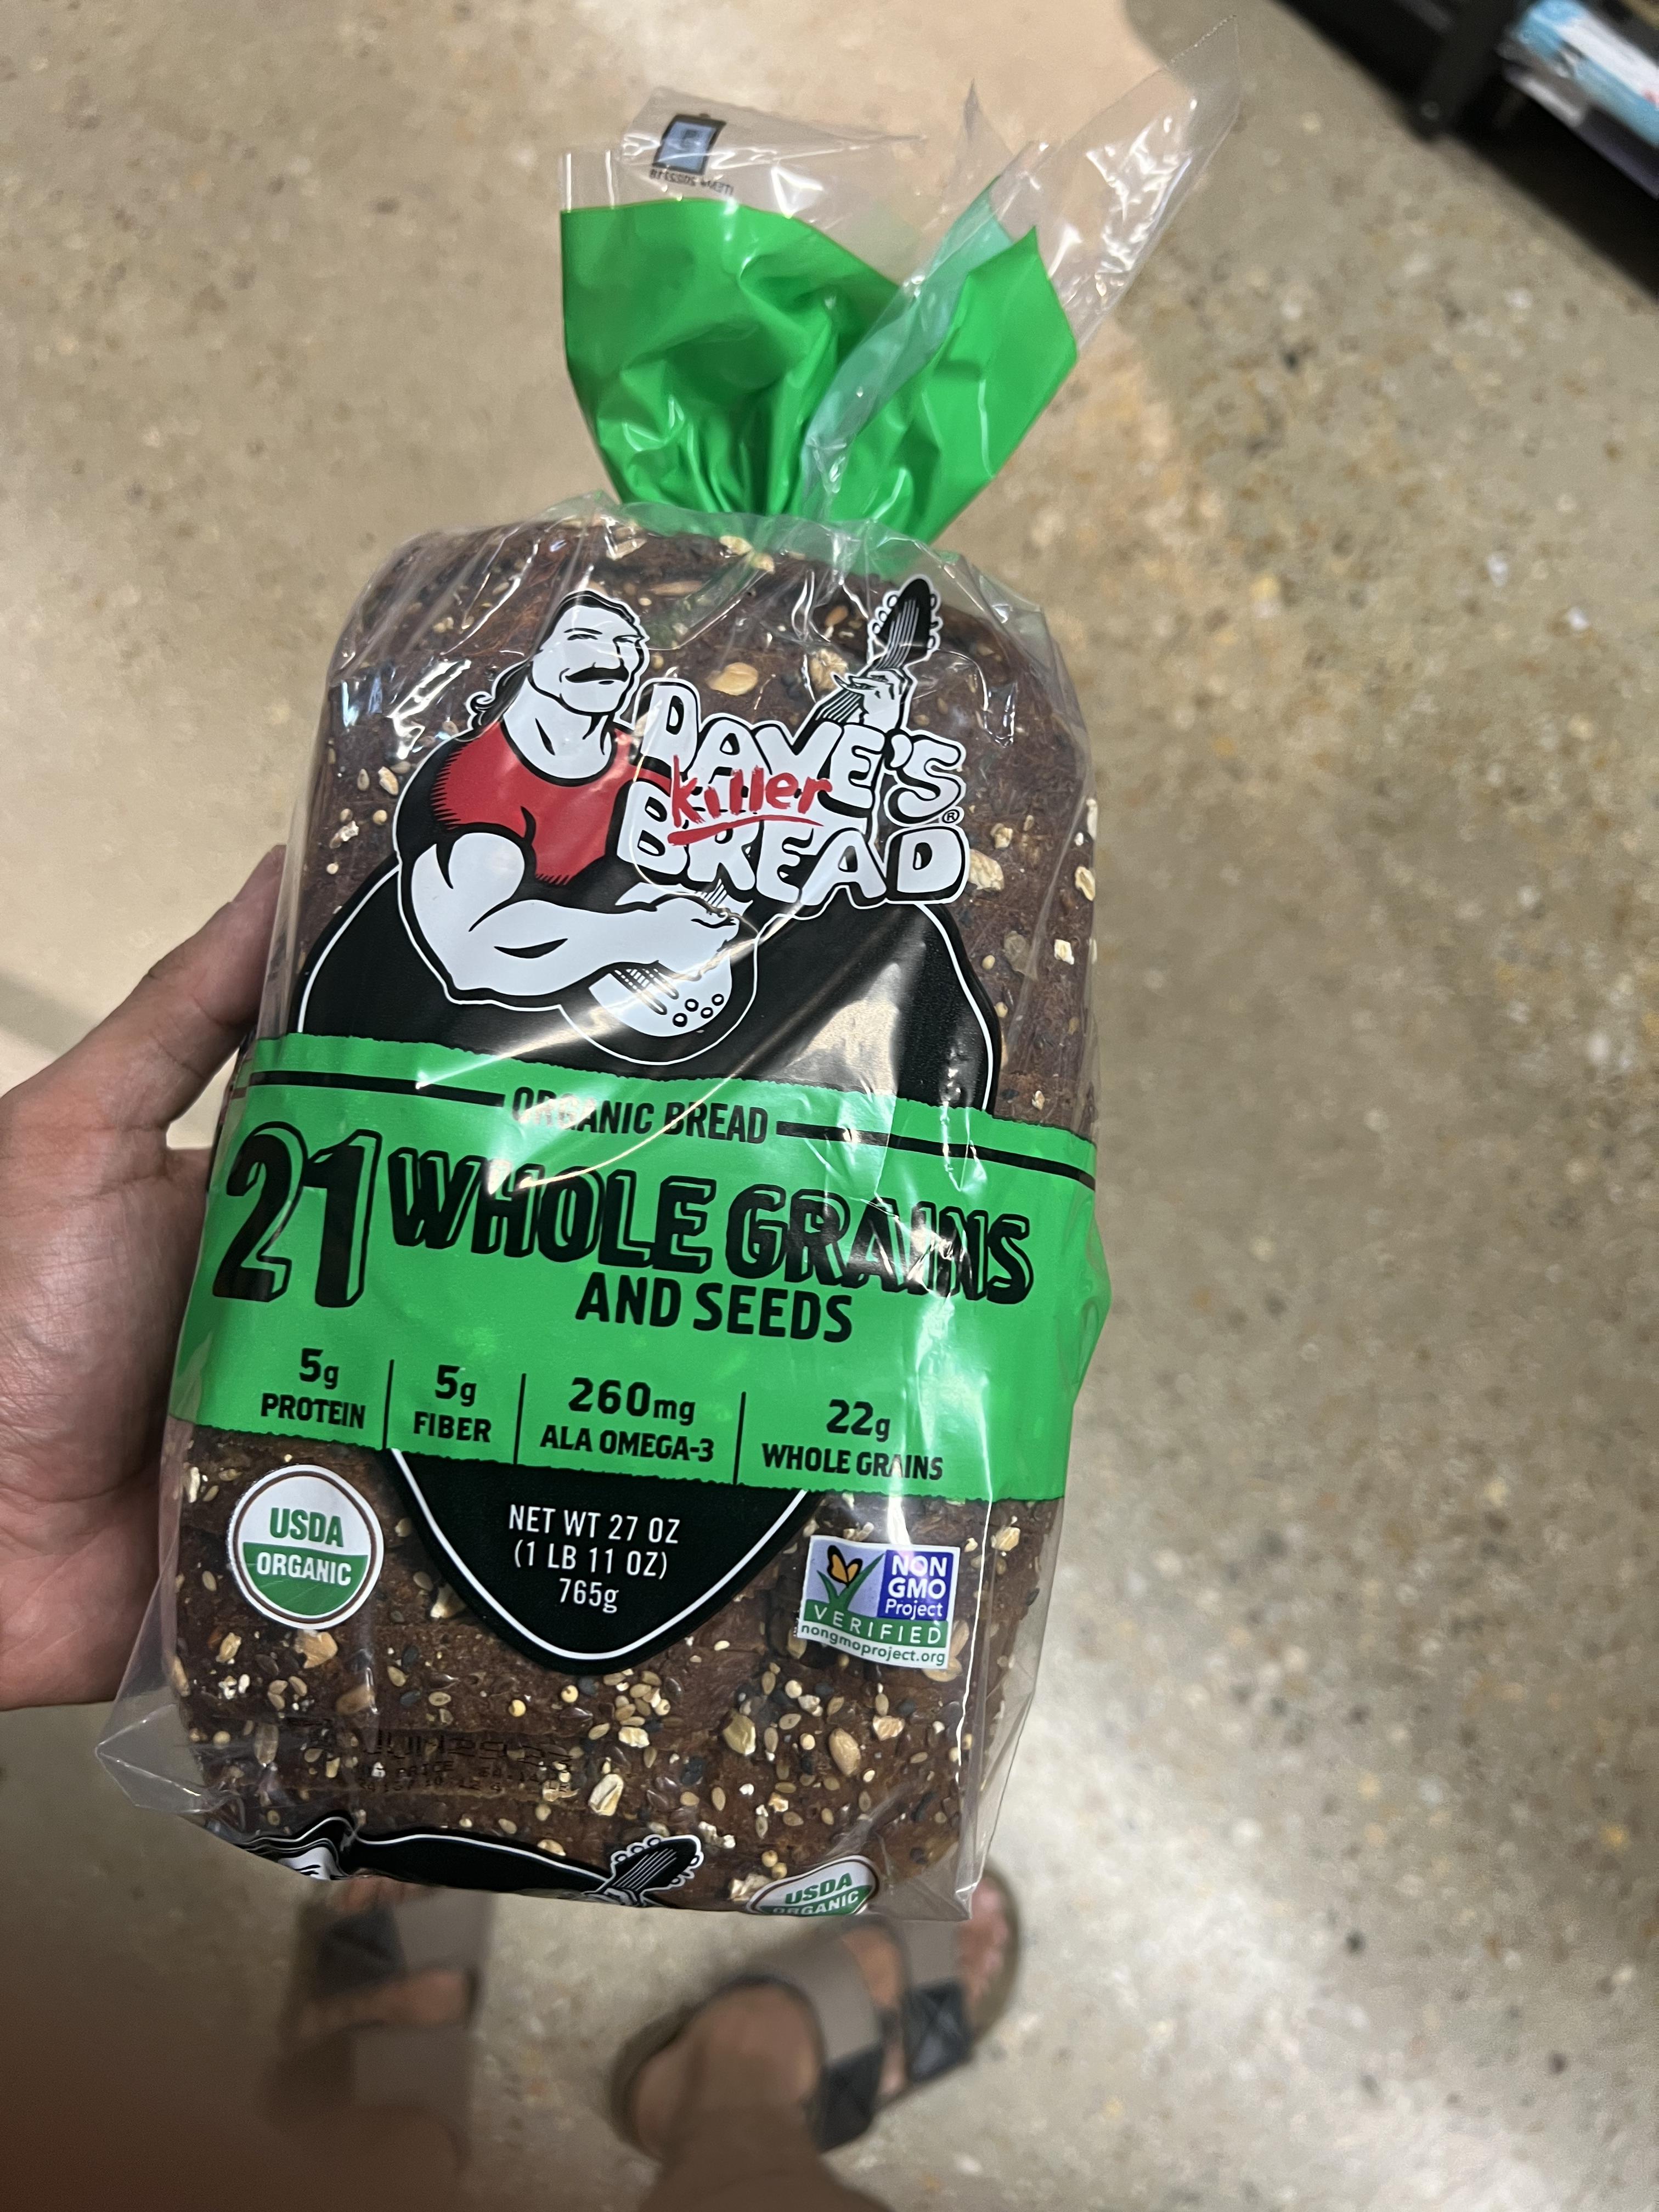 DAVE'S
killer
BREAD®
ORGANIC BREAD
21 WHOLE GRAINS
AND SEEDS
5g
PROTEIN
5g
FIBER
260mg
ALA OMEGA-3
22g
WHOLE GRAINS
USDA
ORGANIC
NET WT 27 OZ
(1 LB 11 OZ)
765g
NON
GMO
Project
VERIFIED
nongmoproject.org
USDA
ORGANIC